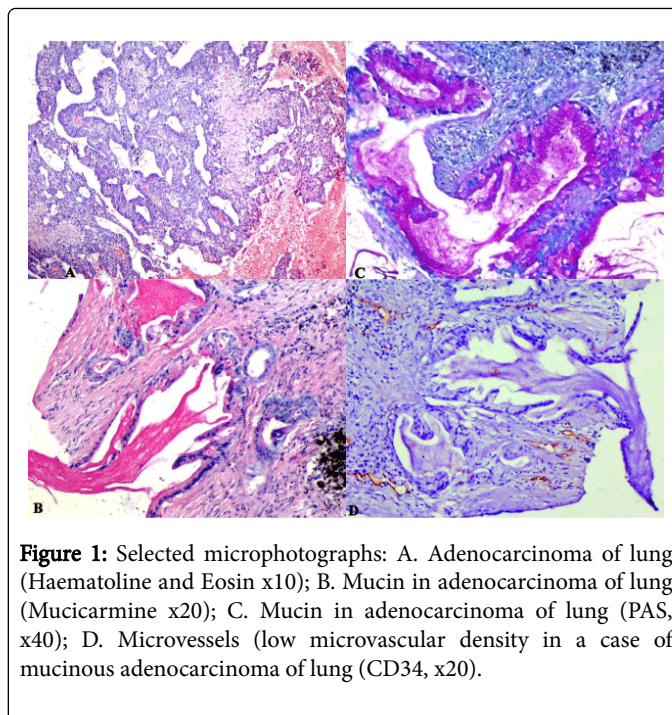 A
C
B
D
Figure 1: Selected microphotographs: A. Adenocarcinoma of lung
(Haematoline and Eosin x10); B. Mucin in adenocarcinoma of lung
(Mucicarmine x20); C. Mucin in adenocarcinoma of lung (PAS,
x40); D. Microvessels (low microvascular density in a case of
mucinous adenocarcinoma of lung (CD34, x20).